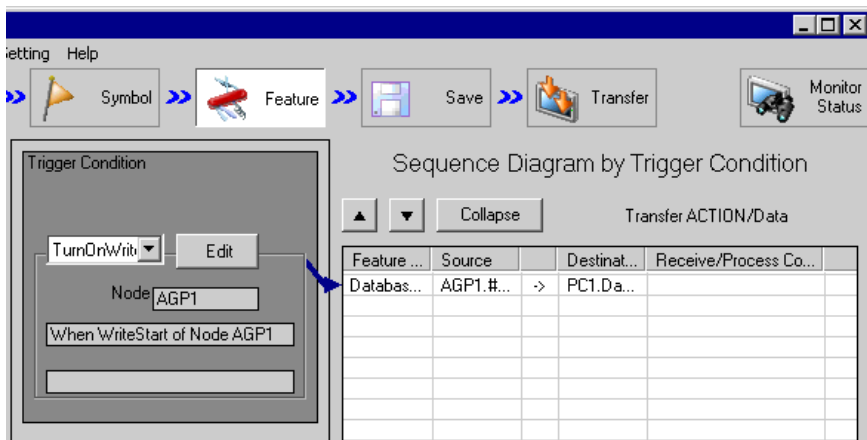 Setting Help
Symbol
Feature
Save
Transfer
Monitor
Status
Trigger Condition
TurnOnWrit
Edit
Node AGP1
When WriteStart of Node AGP1
Sequence Diagram by Trigger Condition
Collapse
Transfer ACTION/Data
Feature ... Source Destinat... Receive/Process Co...
Databas... AGP1.#... -> PC1.Da...